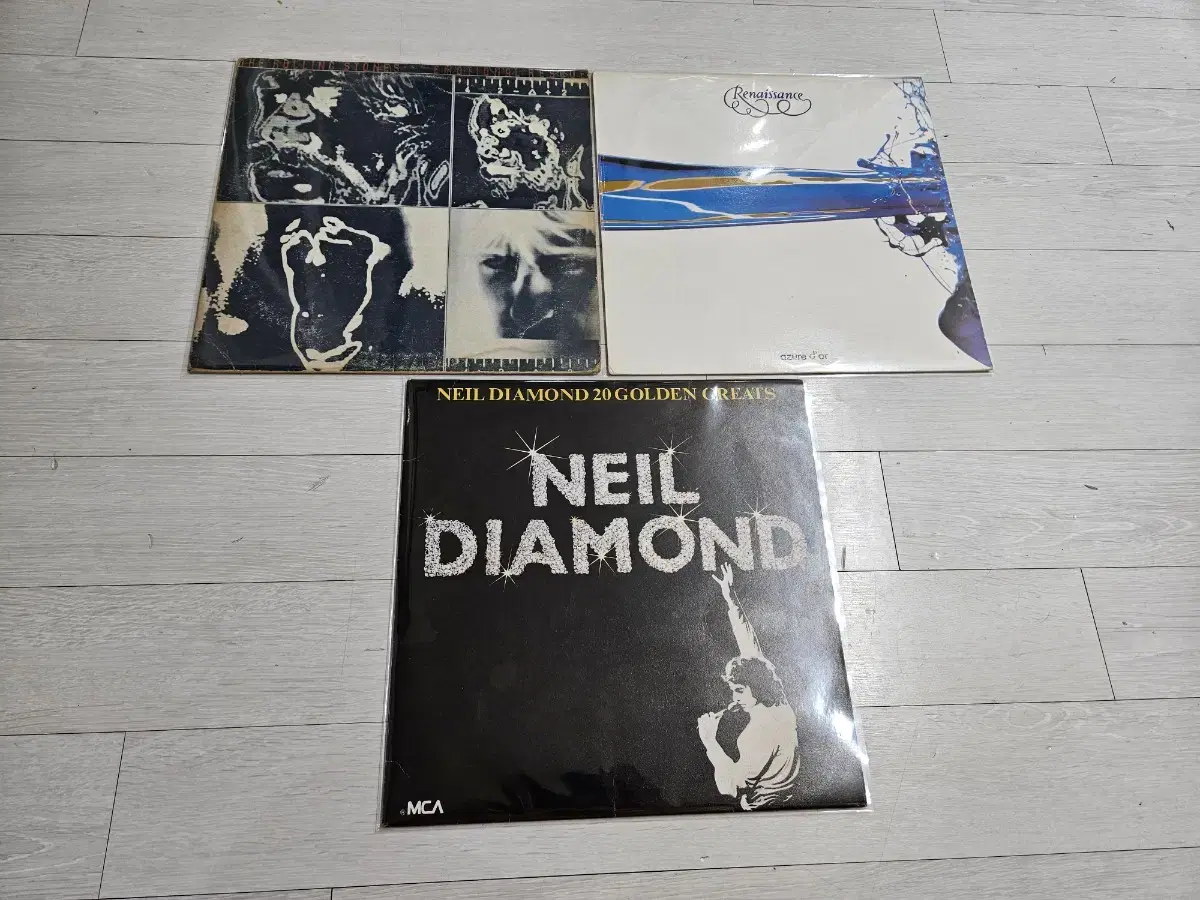 Renaissance
azure d'or
NEIL DIAMOND 20 GOLDEN GREATS
NEIL
DIAMOND
MCA